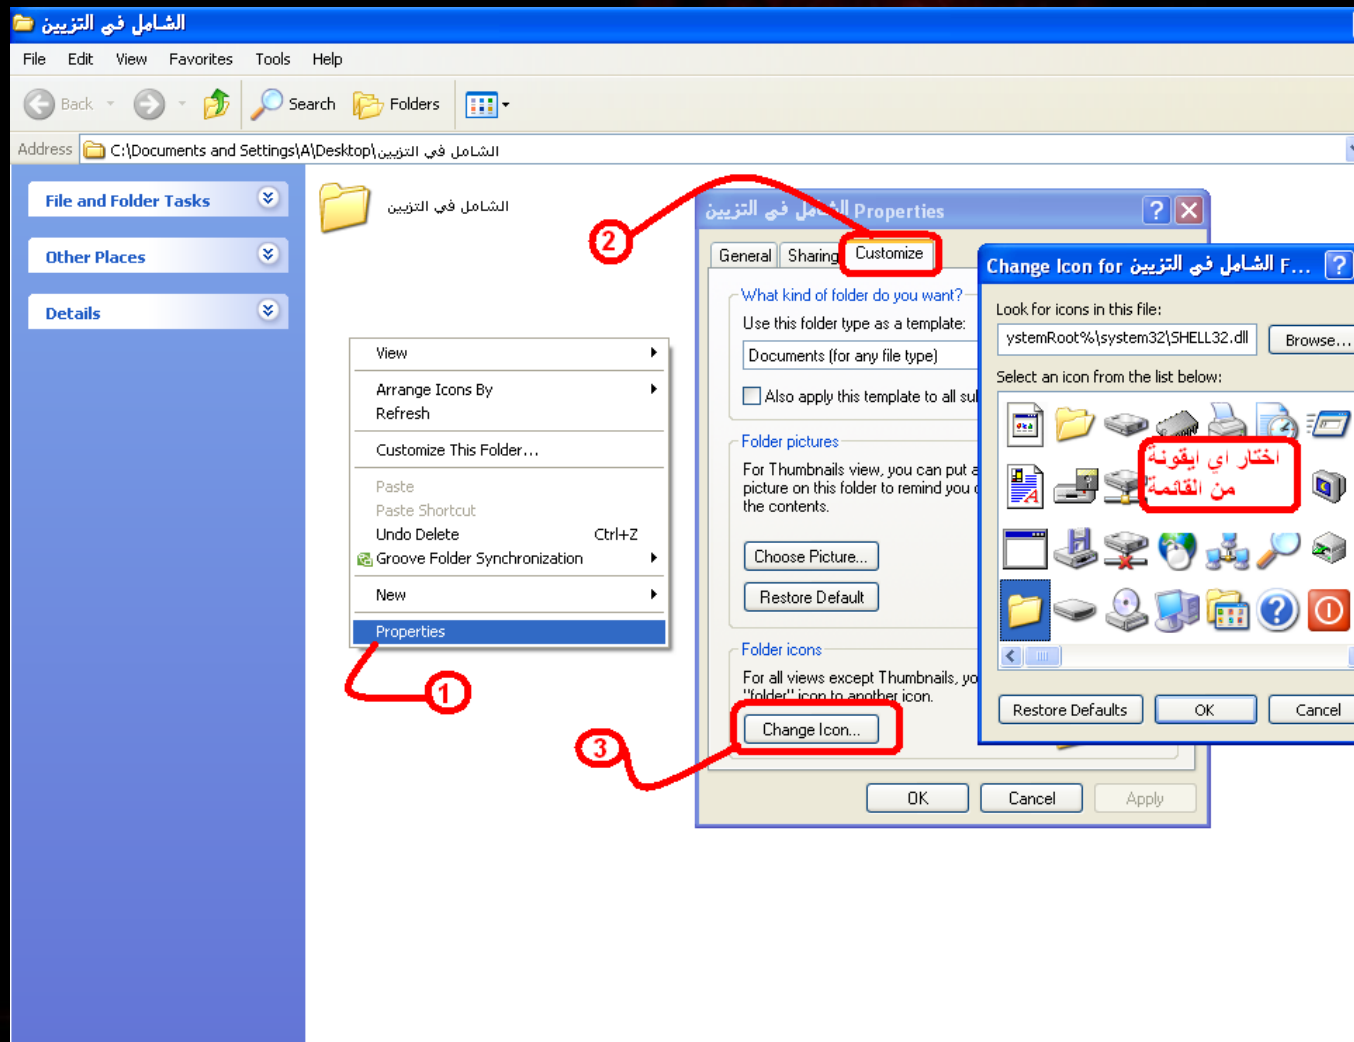 الشامل في التزيين
File Edit View Favorites Tools Help
Back Search Folders
Address C:\Documents and Settings\A\Desktop\الشامل في التزيين
File and Folder Tasks
Other Places
Details
الشامل في التزيين
View
Arrange Icons By
Refresh
Customize This Folder...
Paste
Paste Shortcut
Undo Delete Ctrl+Z
Groove Folder Synchronization
New
Properties
1
2
3
الشامل في التزيين Properties
General Sharing Customize
What kind of folder do you want?
Use this folder type as a template:
Documents (for any file type)
Also apply this template to all
Folder pictures
For Thumbnails view, you can put a
picture on this folder to remind you
the contents.
Choose Picture...
Restore Default
Folder icons
For all views except Thumbnails,
"folder" icon to another icon.
Change Icon...
OK Cancel Apply
Change Icon for الشامل في التزيين F...
Look for icons in this file:
ystemRoot%\system32\SHELL32.dll Browse...
Select an icon from the list below:
اختار اي ايقونة
من القائمة
Restore Defaults OK Cancel